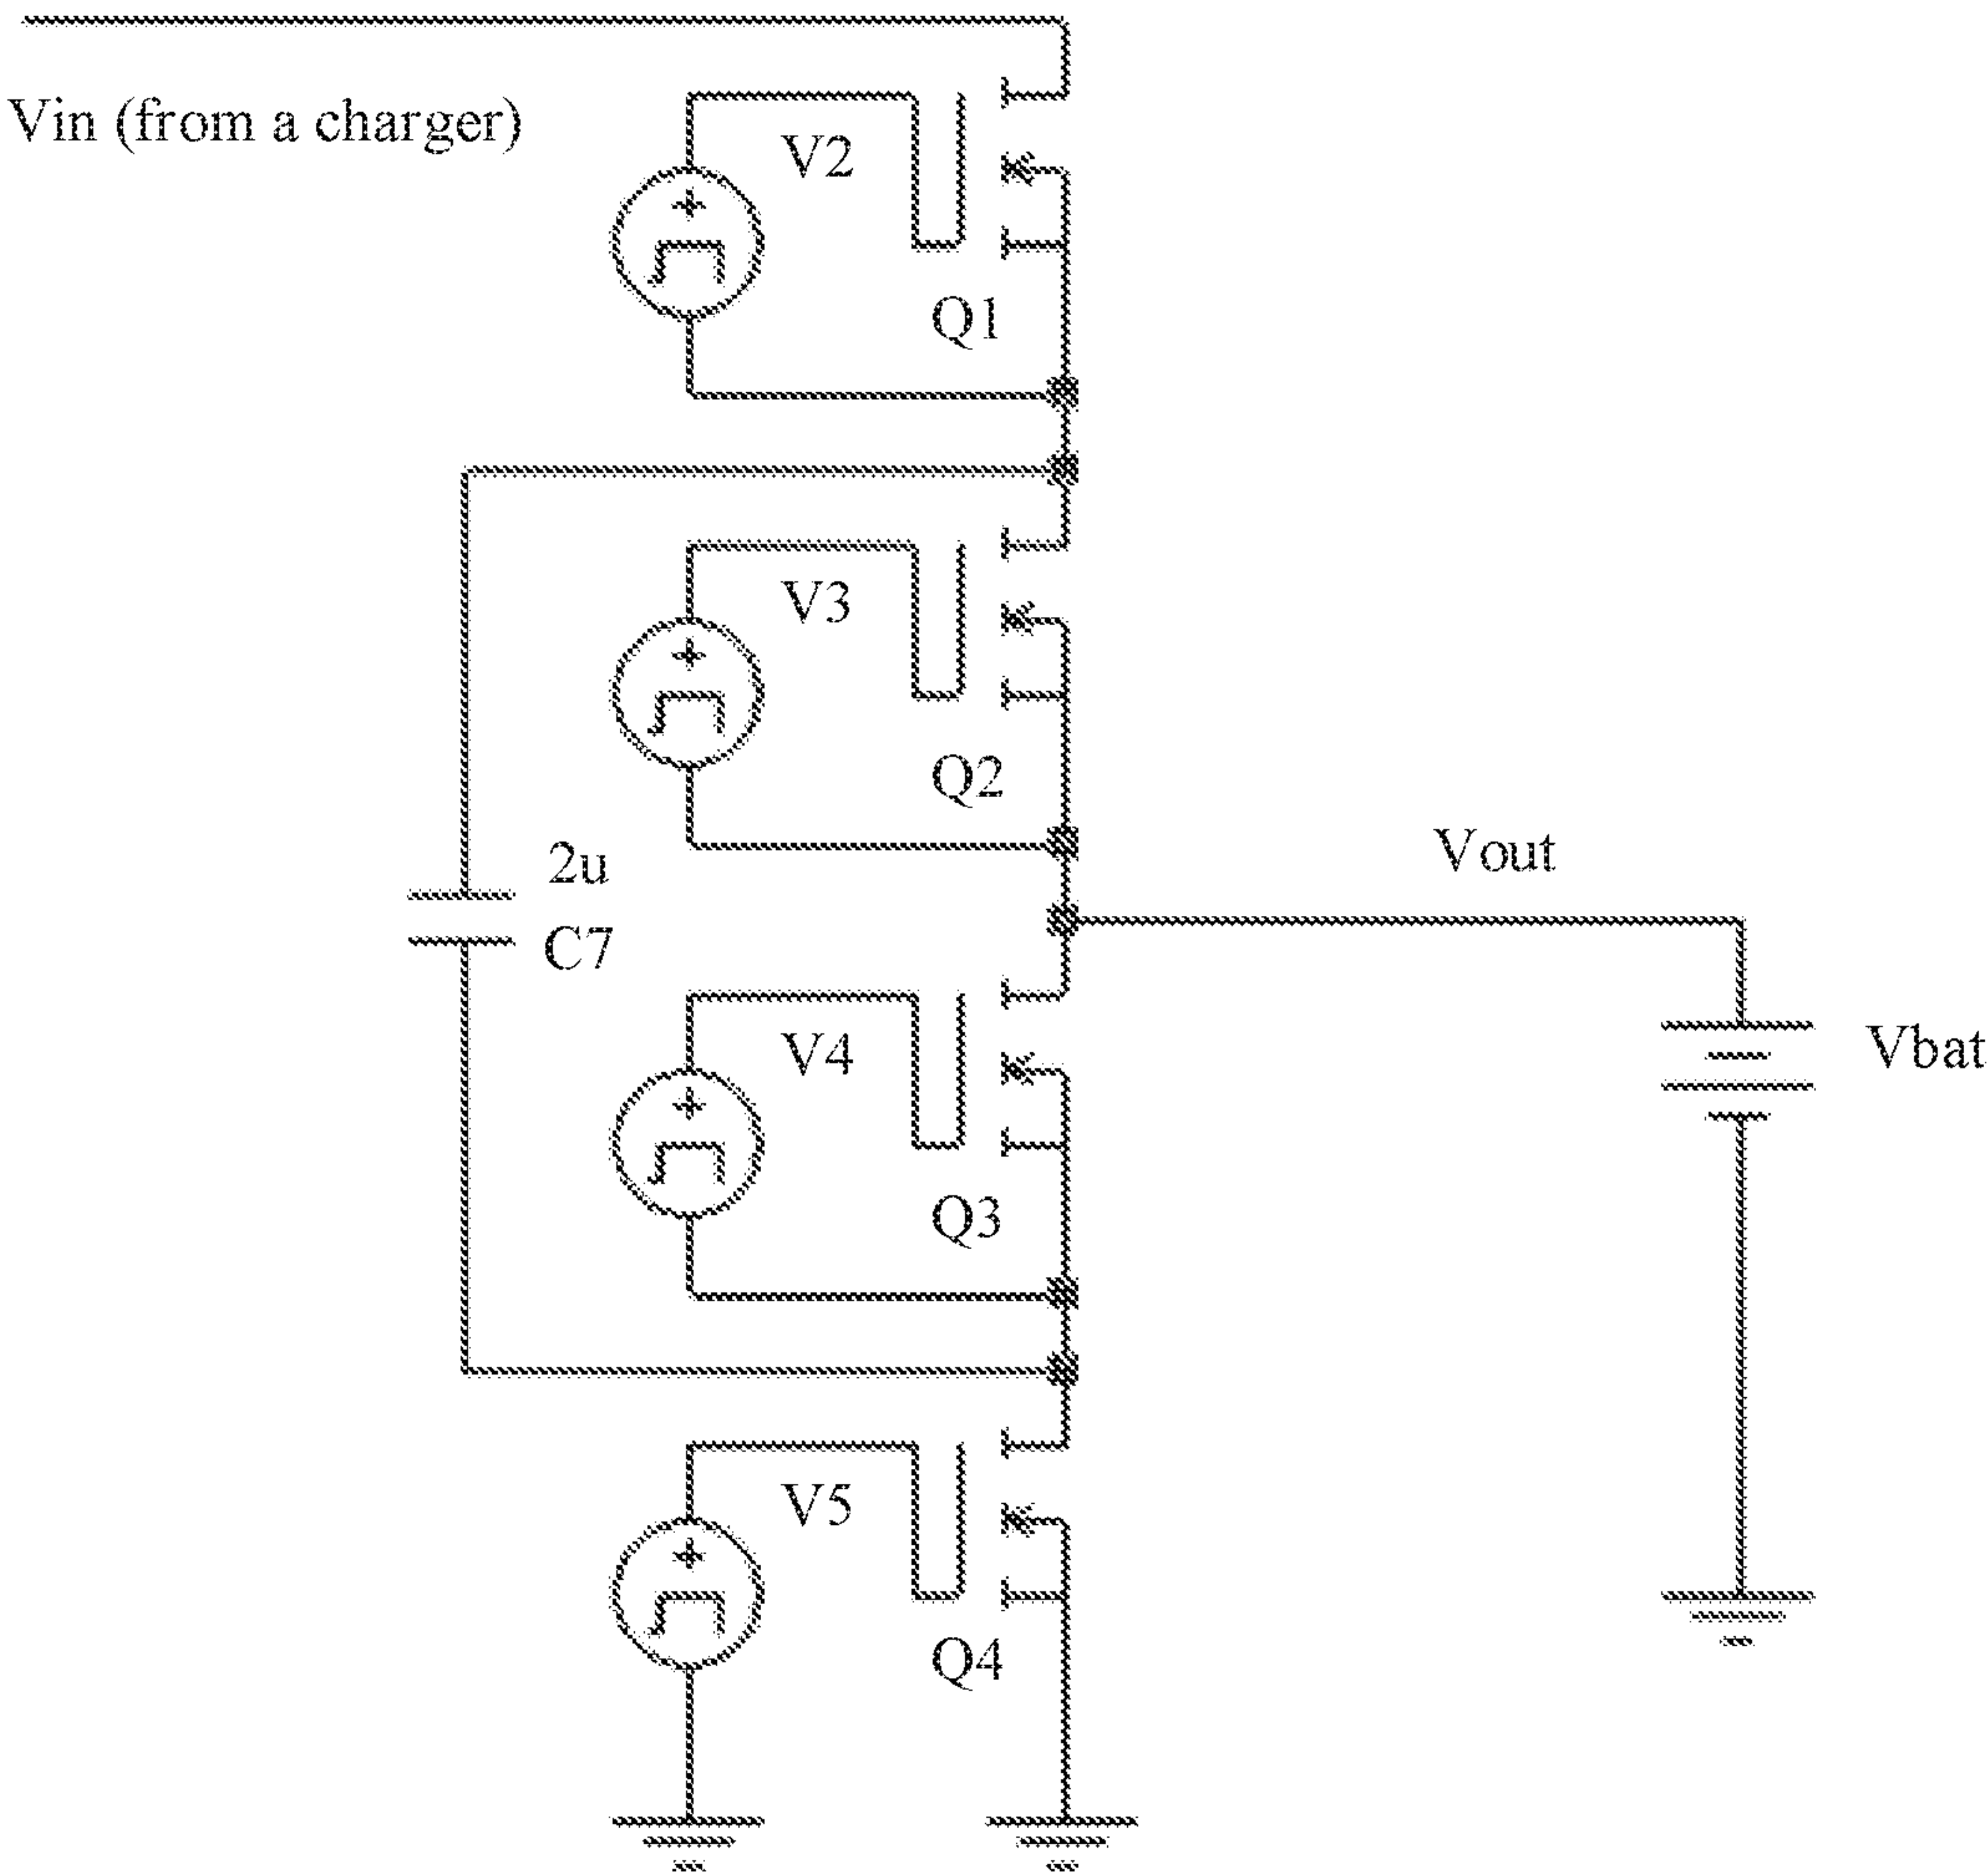 Vin (from a charger)
V2
Q1
V3
Q2
2u
C7
Vout
V4
Vbat
Q3
V5
Q4